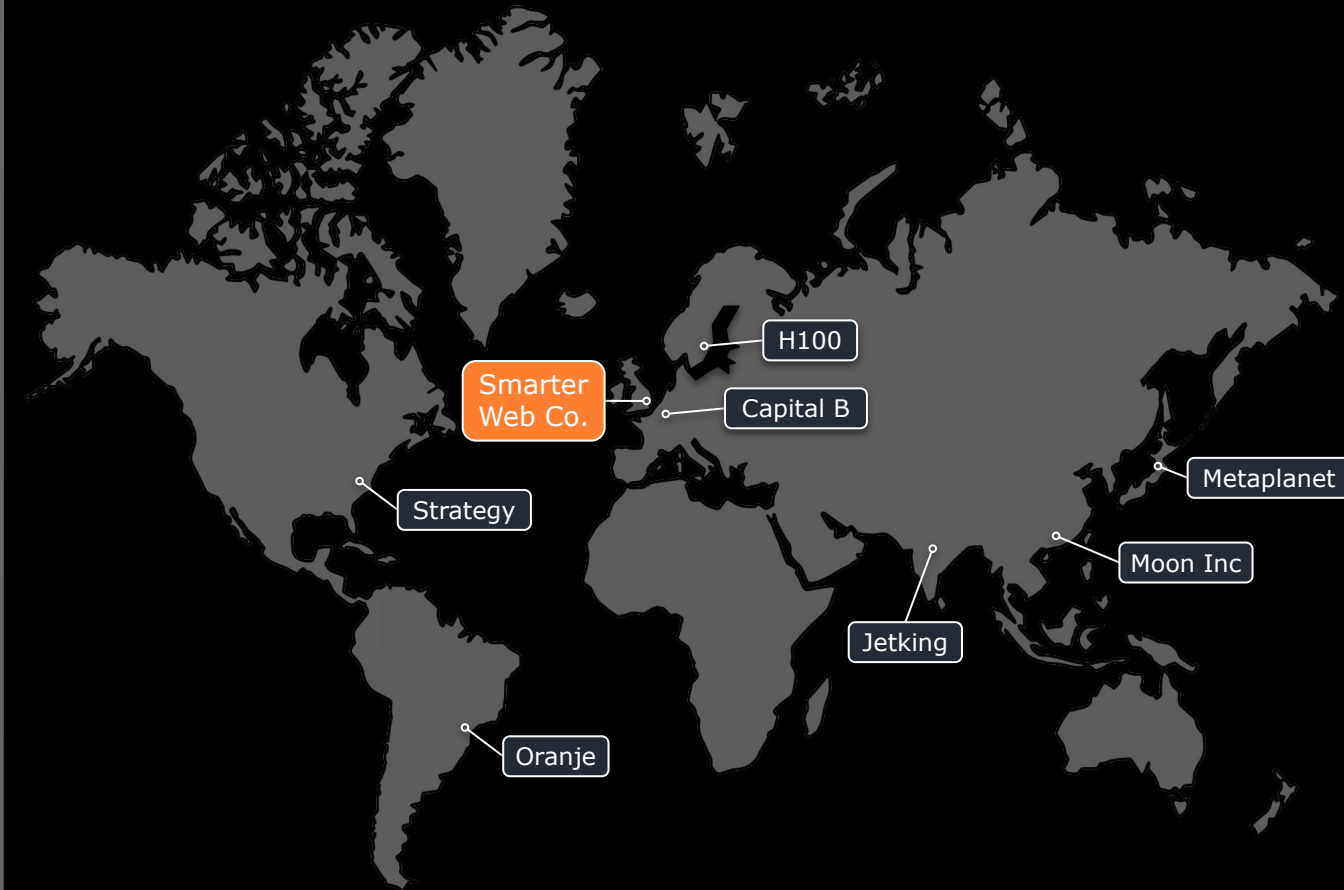 H100
Smarter
Web Co.
Capital B
Metaplanet
Strategy
Moon Inc
Jetking
Oranje